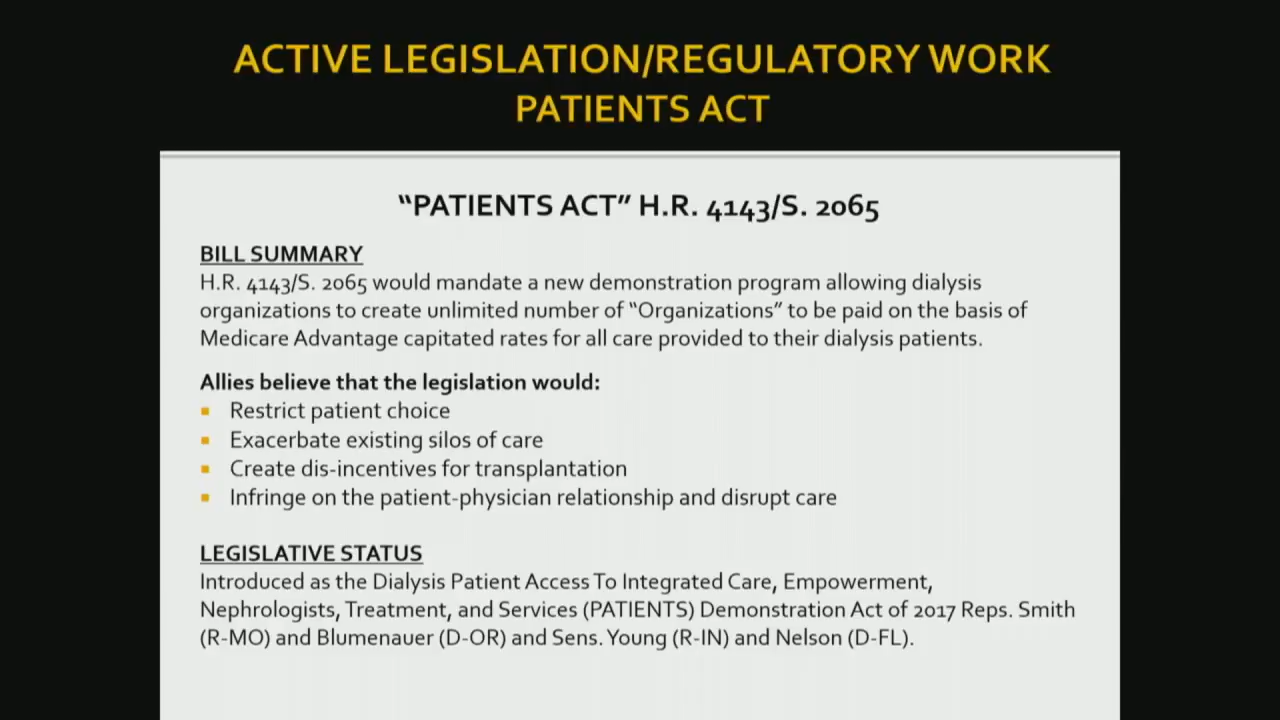 ACTIVE LEGISLATION/REGULATORY WORK
PATIENTS ACT
“PATIENTS ACT” H.R. 4143/S. 2065
BILL SUMMARY
H.R. 4143/S. 2065 would mandate a new demonstration program allowing dialysis
organizations to create unlimited number of “Organizations” to be paid on the basis of
Medicare Advantage capitated rates for all care provided to their dialysis patients.
Allies believe that the legislation would:
Restrict patient choice
Exacerbate existing silos of care
Create dis-incentives for transplantation
Infringe on the patient-physician relationship and disrupt care
LEGISLATIVE STATUS
Introduced as the Dialysis Patient Access To Integrated Care, Empowerment,
Nephrologists, Treatment, and Services (PATIENTS) Demonstration Act of 2017 Reps. Smith
(R-MO) and Blumenauer (D-OR) and Sens. Young (R-IN) and Nelson (D-FL).